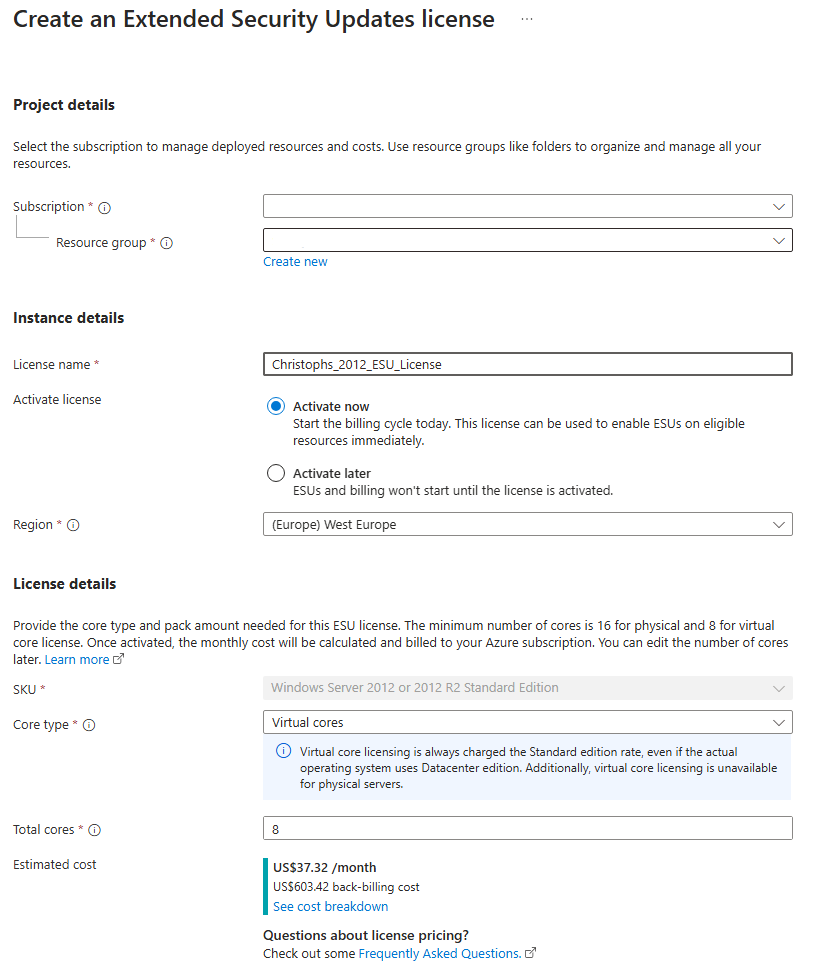 Create an Extended Security Updates license ...
Project details
Select the subscription to manage deployed resources and costs. Use resource groups like folders to organize and manage all your
resources.
Subscription *
Resource group *
Create new
Instance details
License name *
Christophs_2012_ESU_License
Activate license
Activate now
Start the billing cycle today. This license can be used to enable ESUs on eligible
resources immediately.
Activate later
ESUs and billing won't start until the license is activated.
Region *
(Europe) West Europe
License details
Provide the core type and pack amount needed for this ESU license. The minimum number of cores is 16 for physical and 8 for virtual
core license. Once activated, the monthly cost will be calculated and billed to your Azure subscription. You can edit the number of cores
later. Learn more
SKU *
Windows Server 2012 or 2012 R2 Standard Edition
Core type *
Virtual cores
Virtual core licensing is always charged the Standard edition rate, even if the actual
operating system uses Datacenter edition. Additionally, virtual core licensing is unavailable
for physical servers.
Total cores *
8
Estimated cost
US$37.32 /month
US$603.42 back-billing cost
See cost breakdown
Questions about license pricing?
Check out some Frequently Asked Questions.